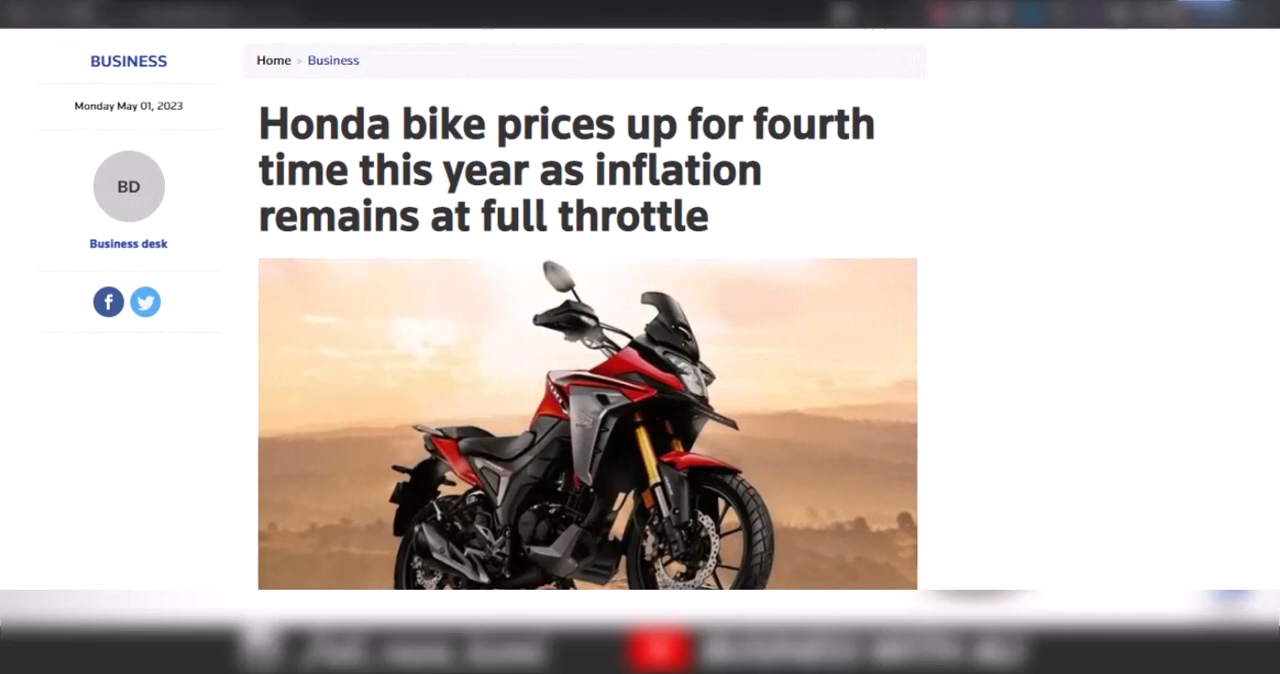 BUSINESS
Monday May 01, 2023
BD
Business desk
Home > Business
Honda bike prices up for fourth
time this year as inflation
remains at full throttle